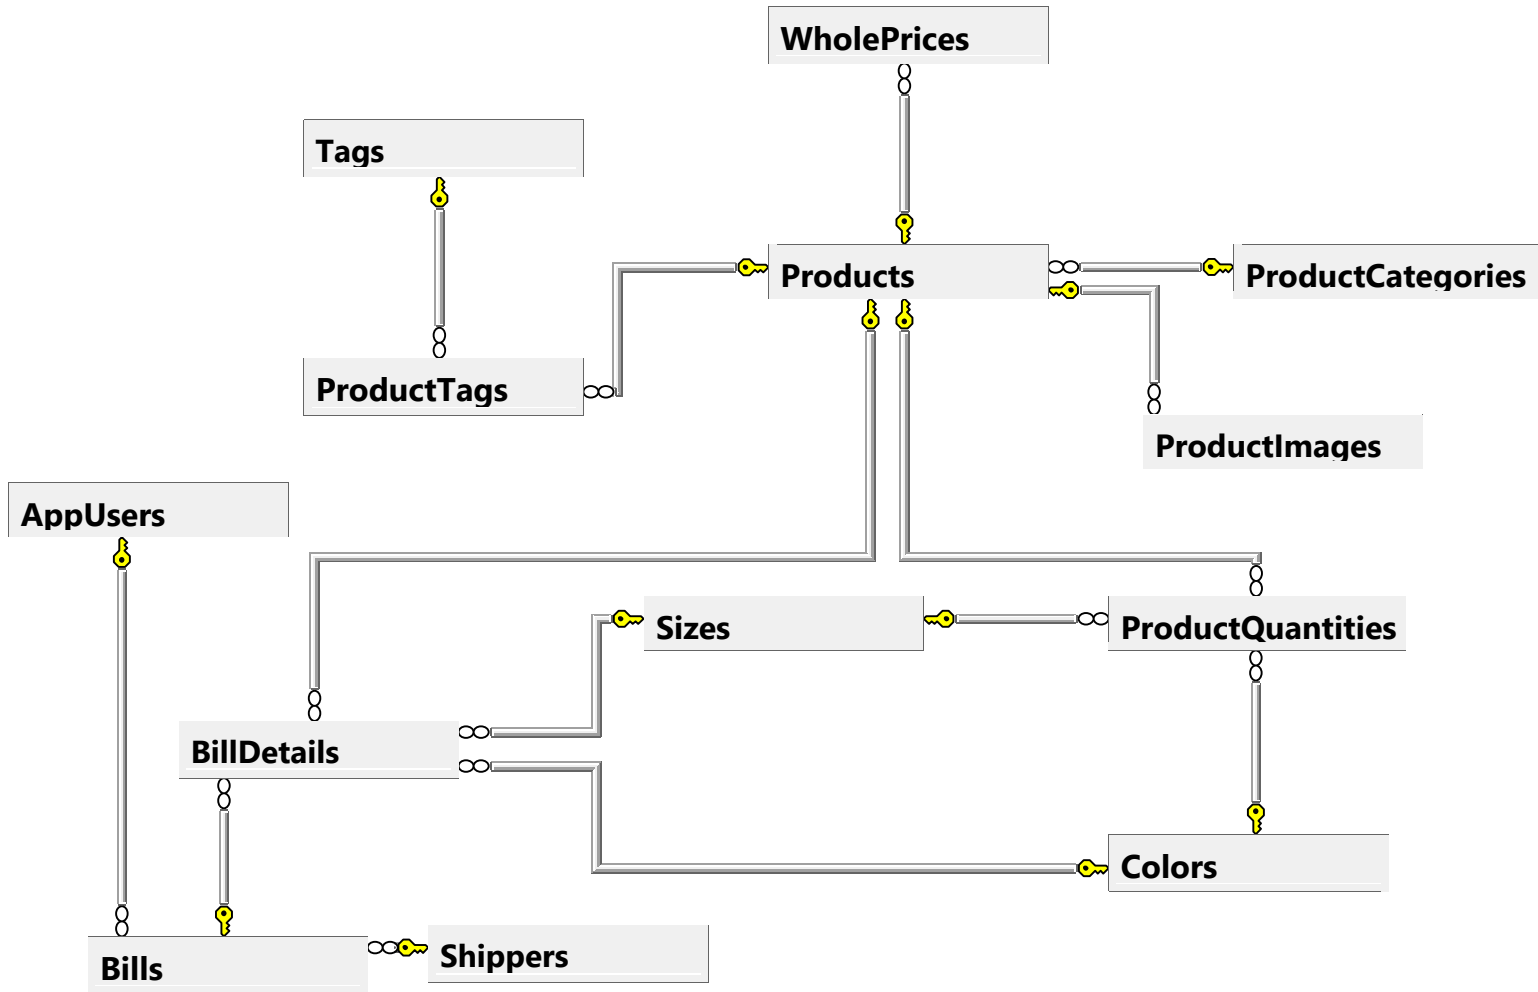 WholePrices
Tags
Products
ProductCategories
ProductTags
ProductImages
AppUsers
Sizes
ProductQuantities
BillDetails
Colors
Bills
Shippers